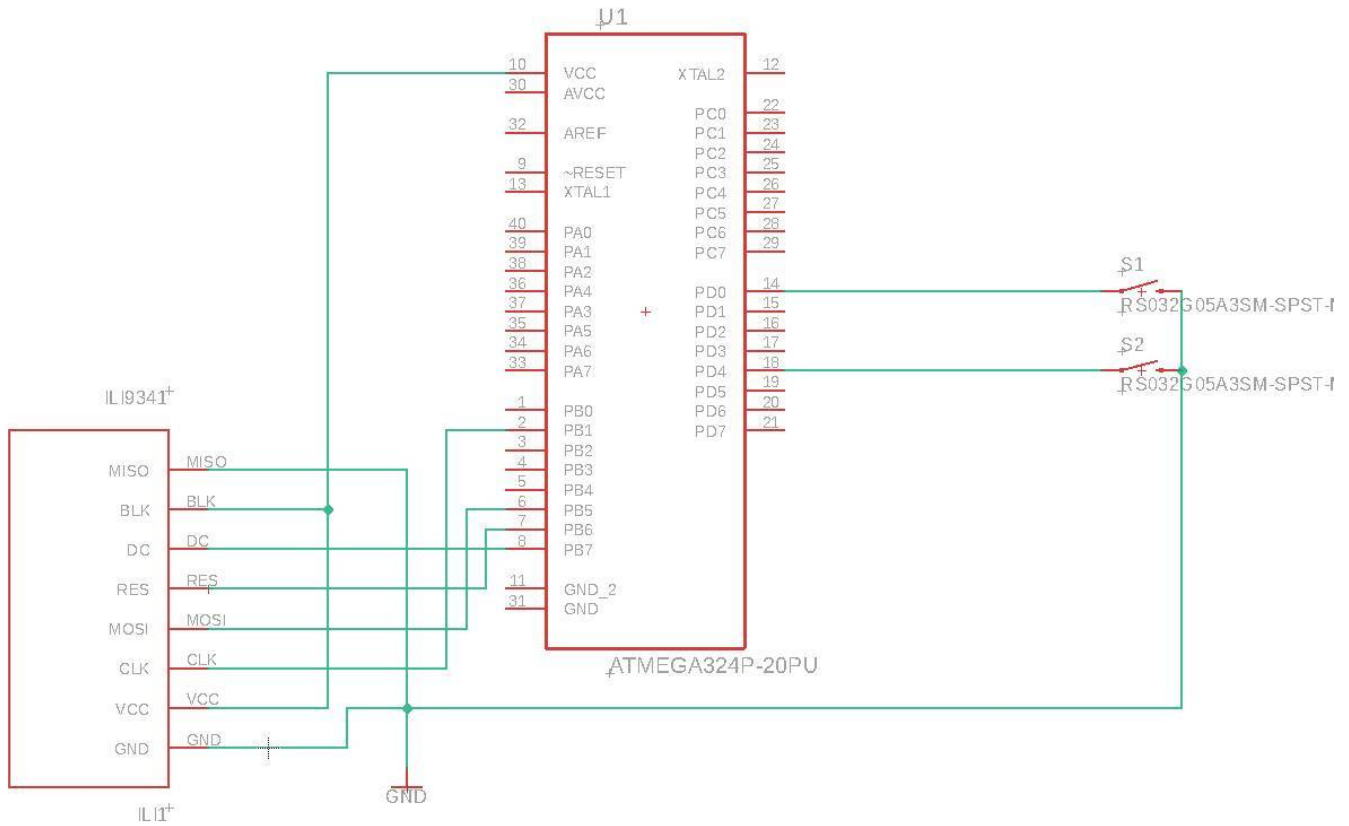 U1
10 VCC XTAL2 12
30 AVCC
PC0 22
32 AREF PC1 23
PC2 24
9 ~RESET PC3 25
13 XTAL1 PC4 26
PC5 27
40 PA0 PC6 28
39 PA1 PC7 29
38 PA2
36 PA4 PD0 14
37 PA3 PD1 15
35 PA5 PD2 16
34 PA6 PD3 17
33 PA7 PD4 18
PD5 19
1 PB0 PD6 20
2 PB1 PD7 21
3 PB2
4 PB3
5 PB4
6 PB5
7 PB6
8 PB7
11 GND_2
31 GND
ATMEGA324P-20PU
S1
RS032G05A3SM-SPST-
S2
RS032G05A3SM-SPST-
ILI9341
MISO MISO
BLK BLK
DC DC
RES RES
MOSI MOSI
CLK CLK
VCC VCC
GND GND
ILI1
GND